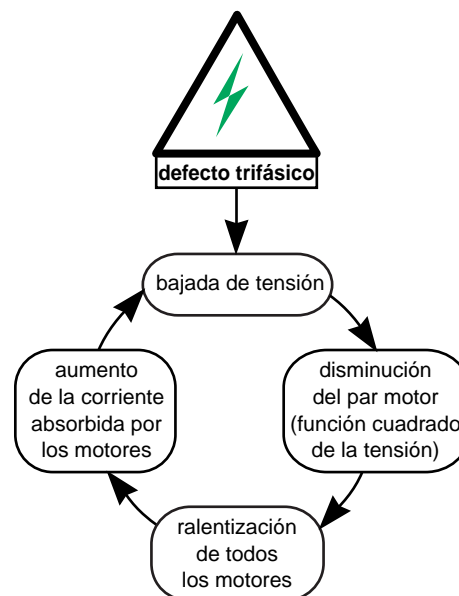 defecto trifásico
bajada de tensión
disminución
del par motor
(función cuadrado
de la tensión)
ralentización
de todos
los motores
aumento
de la corriente
absorbida por
los motores